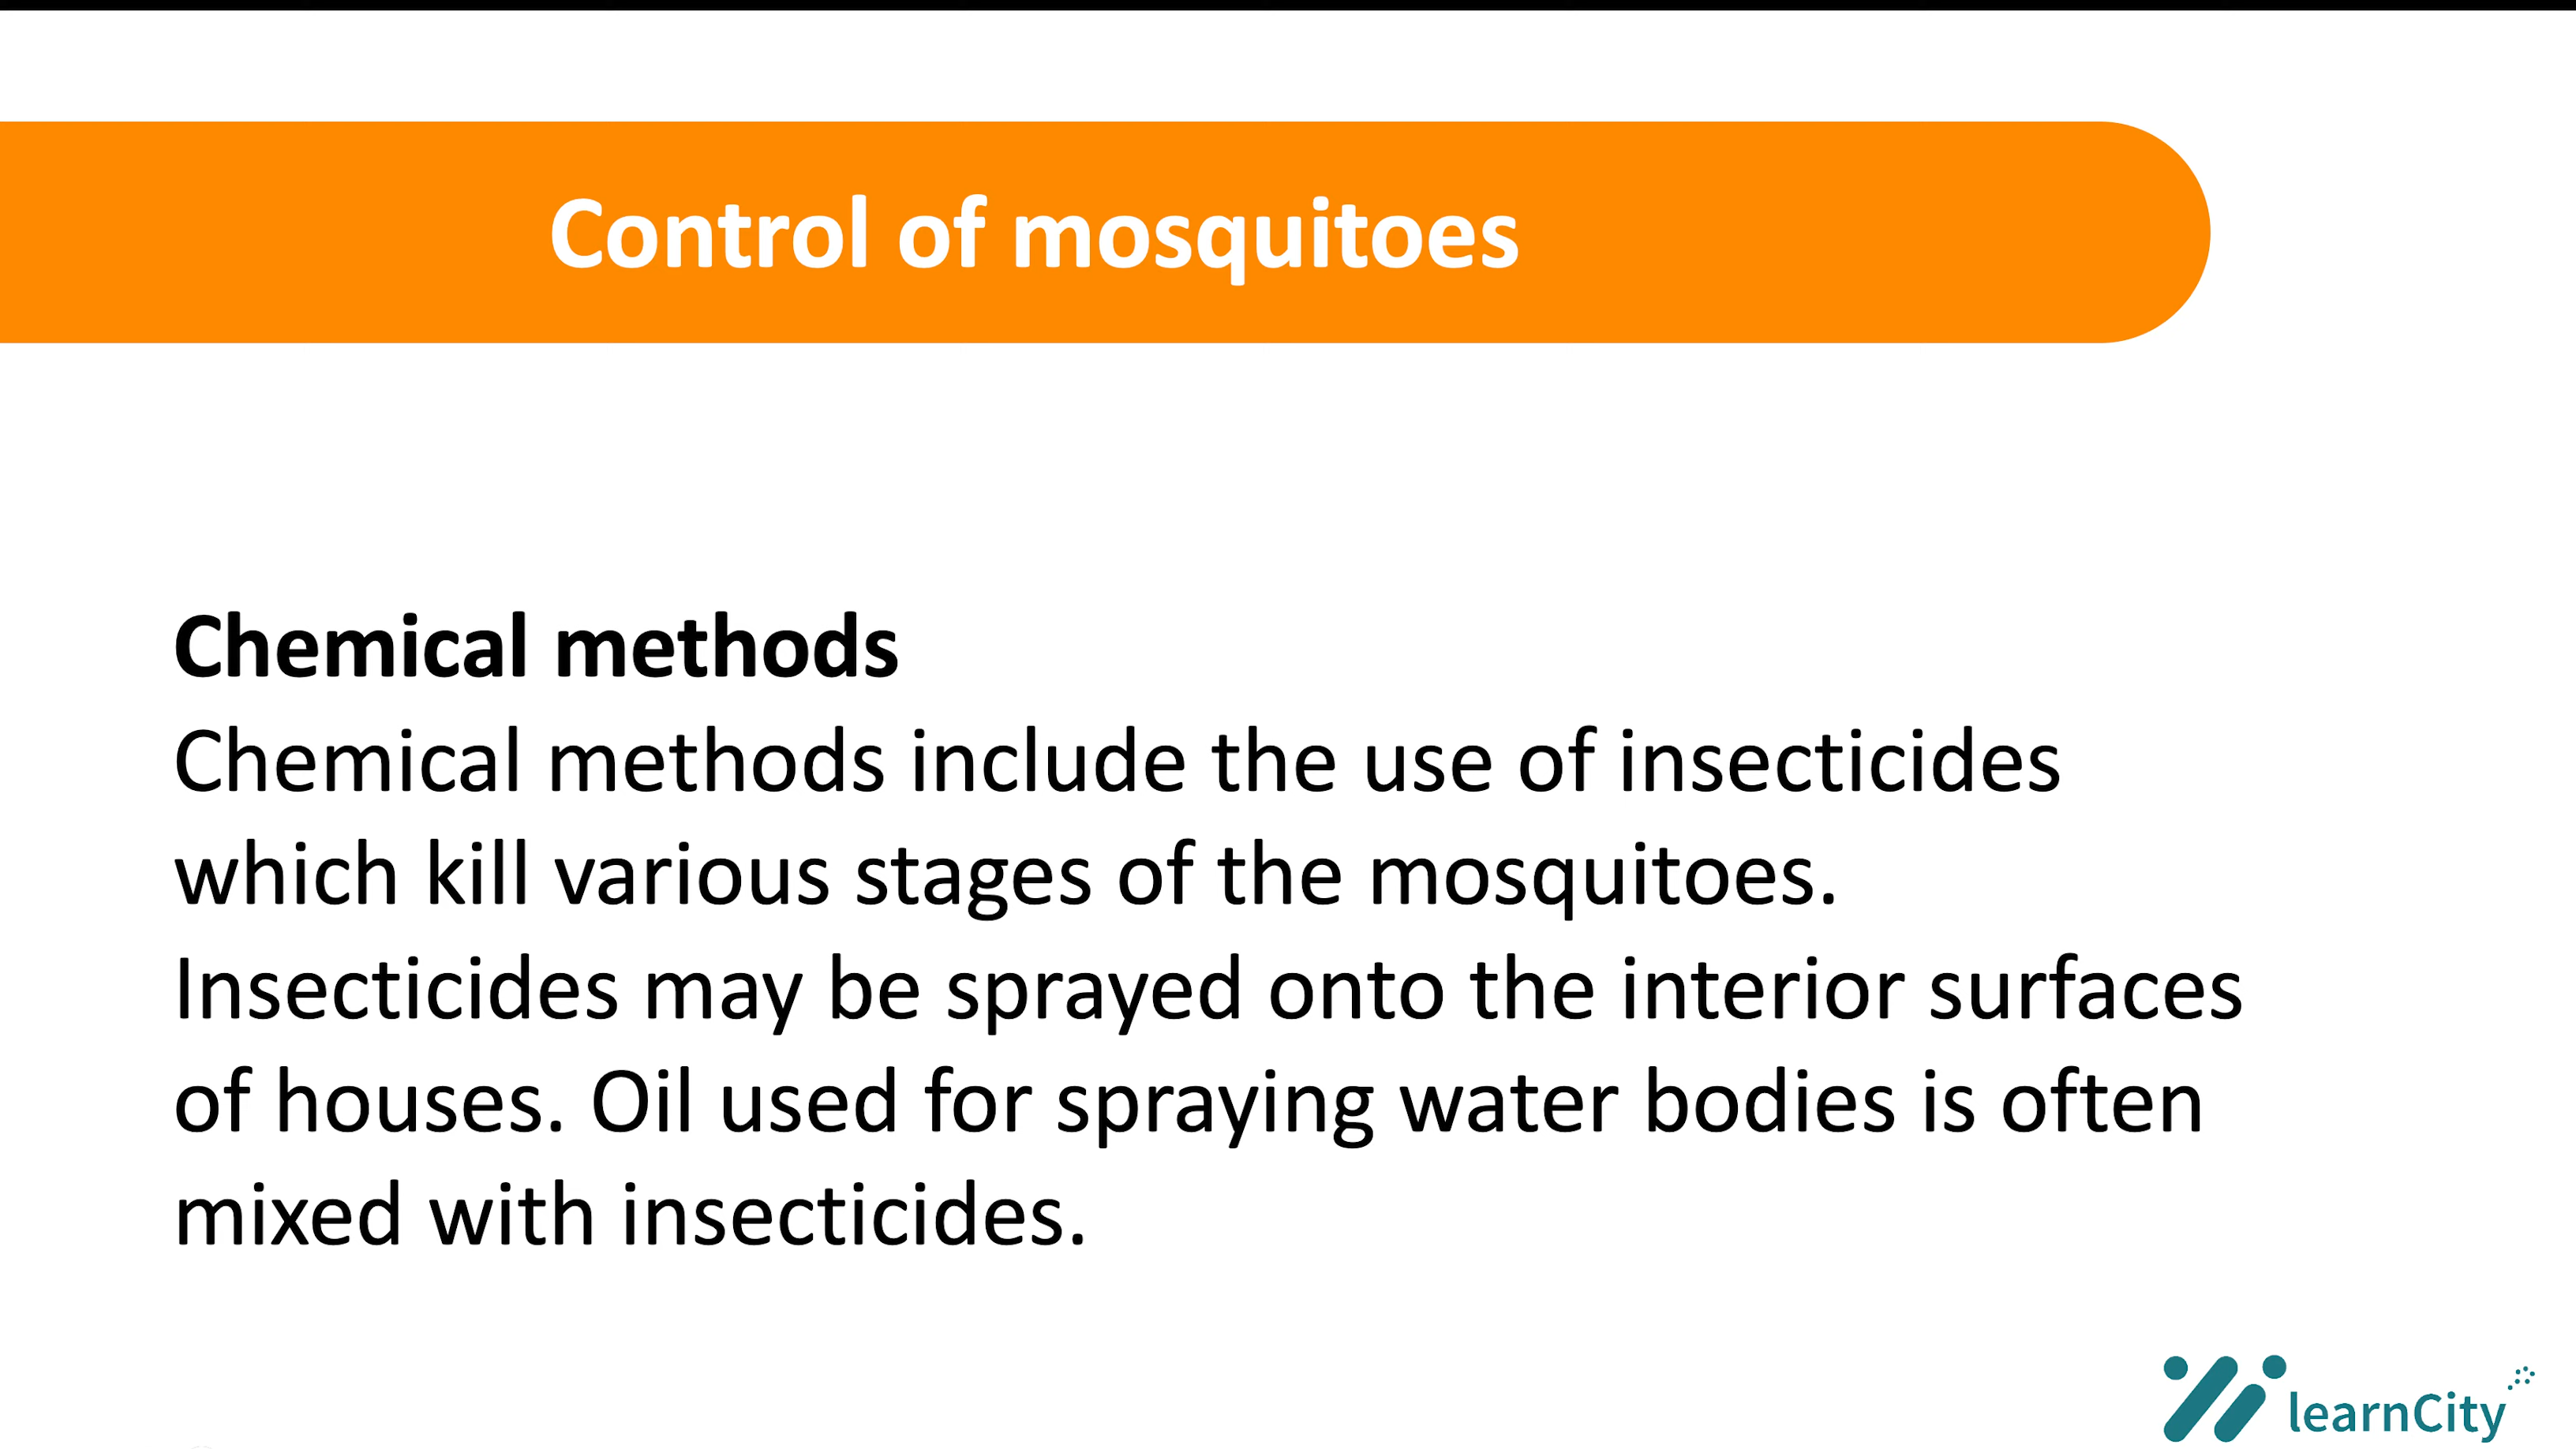 Control of mosquitoes
Chemical methods
Chemical methods include the use of insecticides
which kill various stages of the mosquitoes.
Insecticides may be sprayed onto the interior surfaces
of houses. Oil used for spraying water bodies is often
mixed with insecticides.
learnCity